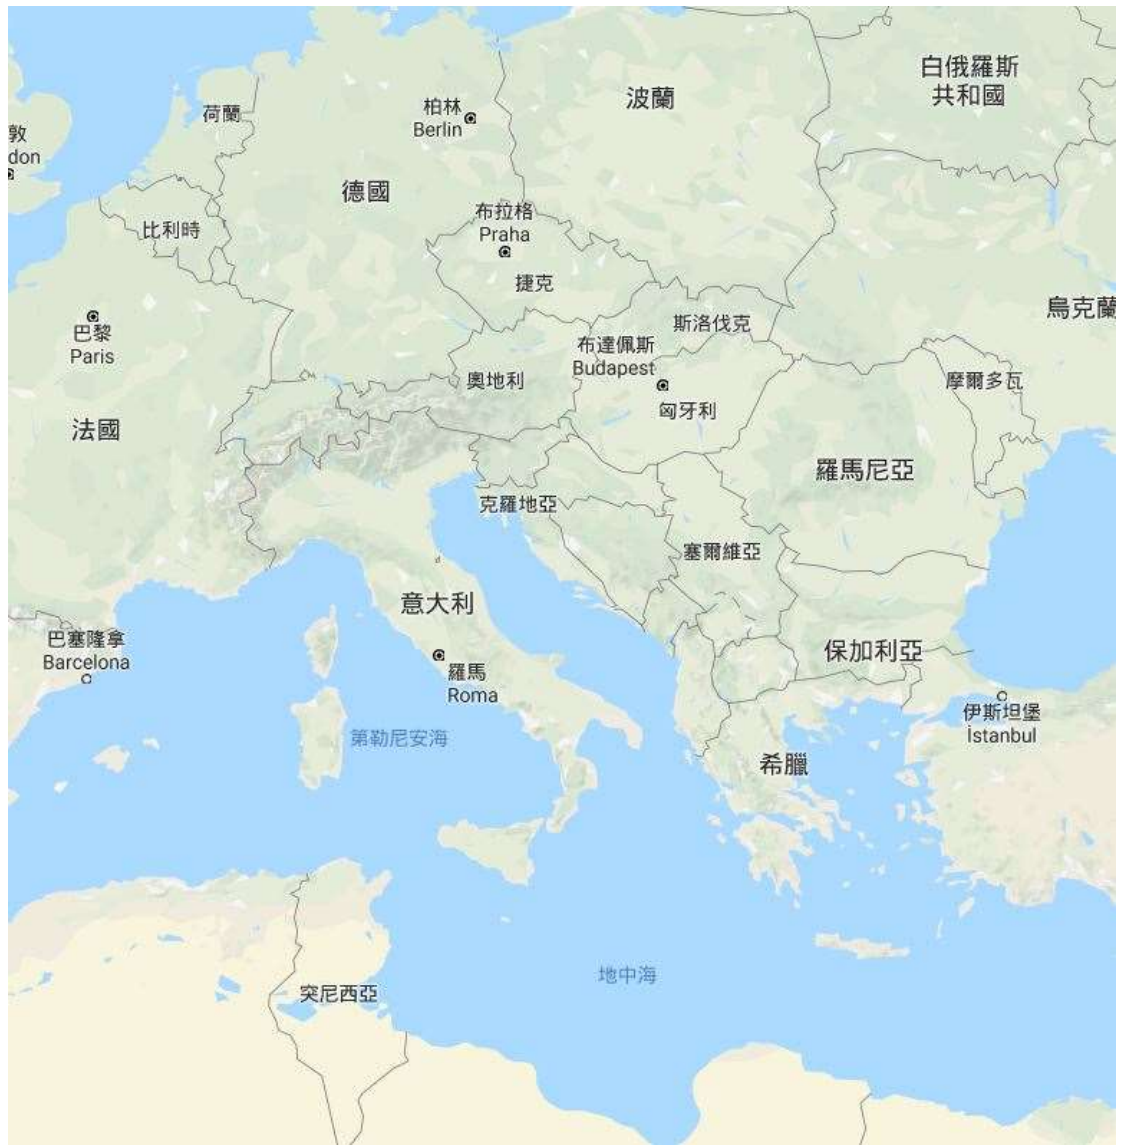 白俄羅斯
共和國
波蘭
荷蘭
柏林
Berlin
敦
don
德國
布拉格
Praha
比利時
捷克
烏克蘭
斯洛伐克
巴黎
Paris
布達佩斯
Budapest
奧地利
摩爾多瓦
匈牙利
法國
羅馬尼亞
克羅地亞
塞爾維亞
意大利
巴塞隆拿
Barcelona
保加利亞
羅馬
Roma
伊斯坦堡
İstanbul
第勒尼安海
希臘
地中海
突尼西亞